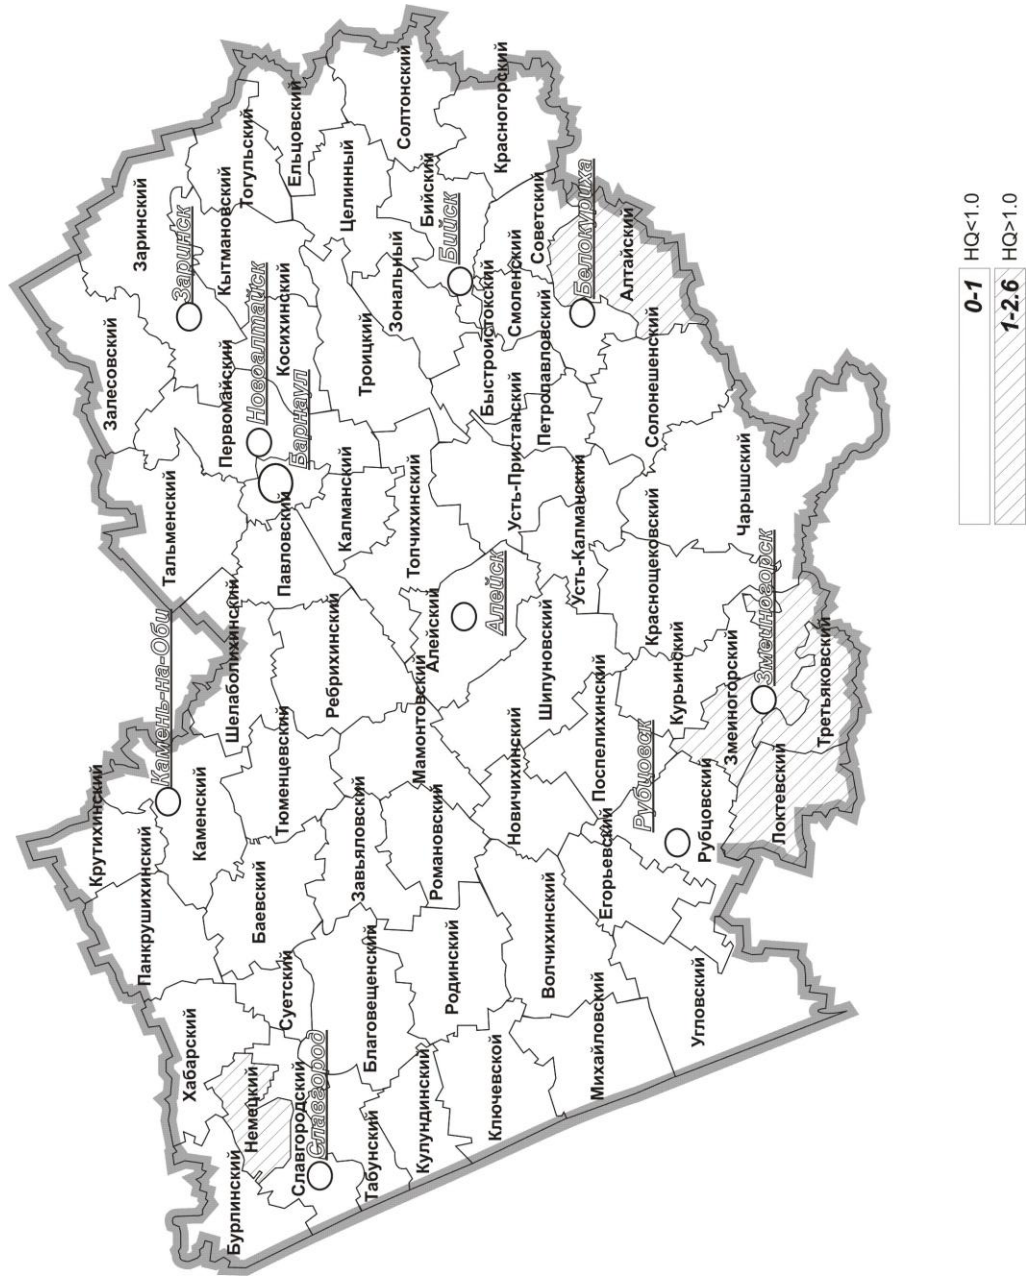 Бурлинский
Хабарский
Немецкий
Славгородский
Славгород
Табунский
Кулундинский
Ключевской
Михайловский
Угловский
Панкрушихинский
Крутихинский
Камень-на-Оби
Каменский
Баевский
Суетский
Благовещенский
Родинский
Волчихинский
Егорьевский
Рубцовский
Рубцовск
Завьяловский
Романовский
Тюменцевский
Шелаболихинский
Ребрихинский
Мамонтовский
Новичихинский
Поспелихинский
Шипуновский
Курьинский
Змеиногорский
Змеиногорск
Локтевский
Третьяковский
Тальменский
Павловский
Калманский
Топчихинский
Алейский
Алейск
Усть-Калманский
Усть-Пристанский
Краснощековский
Чарышский
Залесовский
Первомайский
Новоалтайск
Барнаул
Косихинский
Троицкий
Заринский
Заринск
Кытмановский
Тогульский
Ельцовский
Целинный
Зональный
Бийский
Бийск
Солтонский
Красногорский
Быстроистокский
Смоленский
Петропавловский
Советский
Белокуриха
Алтайский
Солонешенский
0-1 HQ<1.0
1-2.6 HQ>1.0